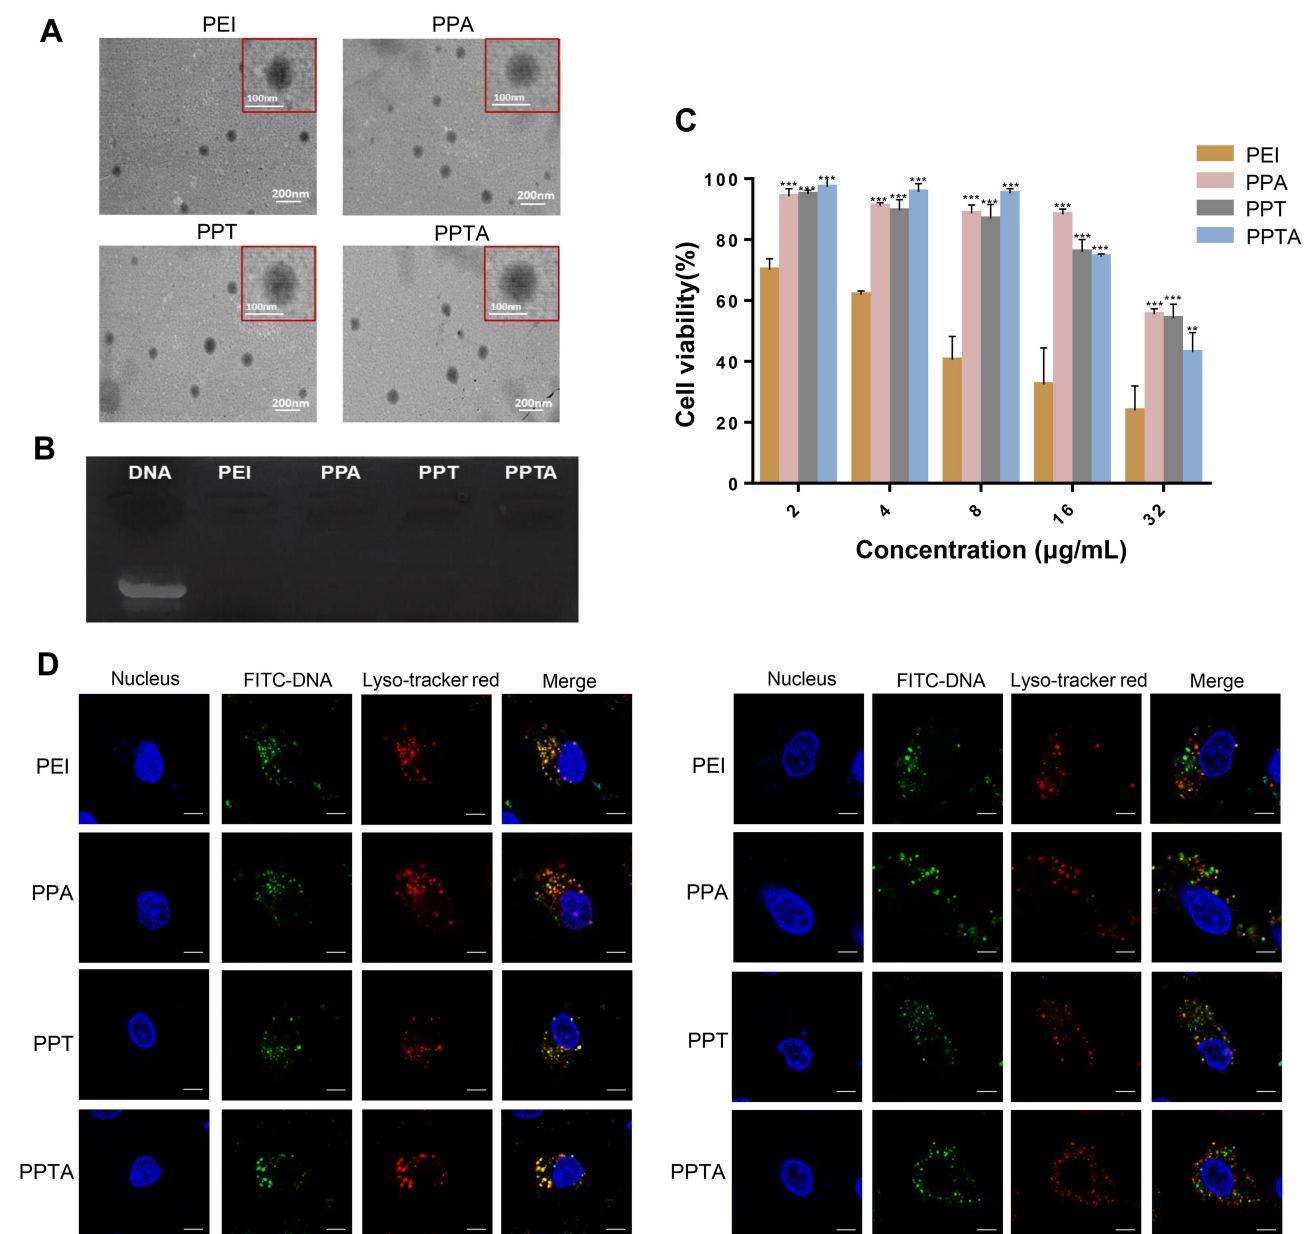 A
PEI
PPA
100nm
200nm
100nm
200nm
PPT
PPTA
100nm
200nm
100nm
200nm
B
DNA PEI PPA PPT PPTA
C
PEI
PPA
PPT
PPTA
Cell viability(%)
100
80
60
40
20
0
*** *** ***
*** *** ***
*** *** ***
*** *** ***
*** *** **
2 4 8 16 32
Concentration (μg/mL)
D
Nucleus FITC-DNA Lyso-tracker red Merge
PEI
PPA
PPT
PPTA
Nucleus FITC-DNA Lyso-tracker red Merge
PEI
PPA
PPT
PPTA